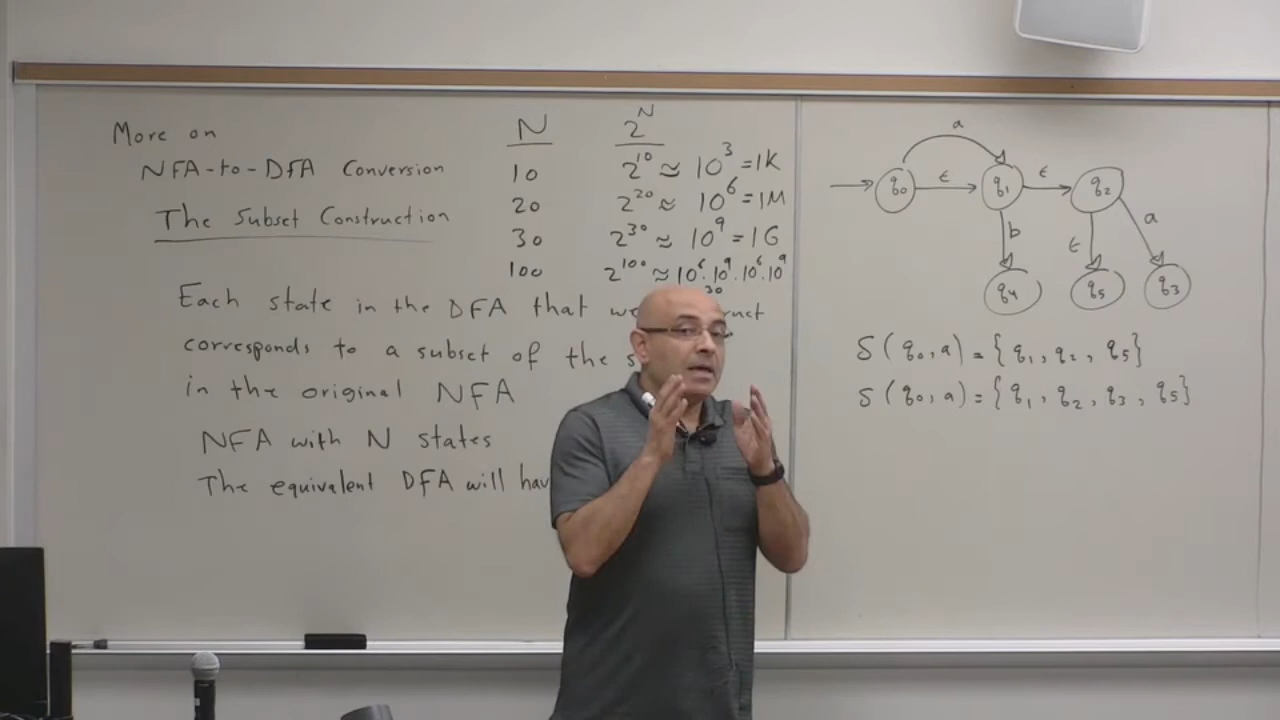 More on
NFA-to-DFA Conversion
The Subset Construction
N 2^N
10 2^10 ≈ 10^3 = 1K
20 2^20 ≈ 10^6 = 1M
30 2^30 ≈ 10^9 = 1G
100 2^100 ≈ 10^6 . 10^9 . 10^6 . 10^9
30
Each state in the DFA that we
corresponds to a subset of the
in the original NFA
NFA with N states
The equivalent DFA will
a
q0 ε q1 ε q2
b ε a
q4 q5 q3
δ(q0, a) = {q1, q2, q5}
δ(q0, a) = {q1, q2, q3, q5}